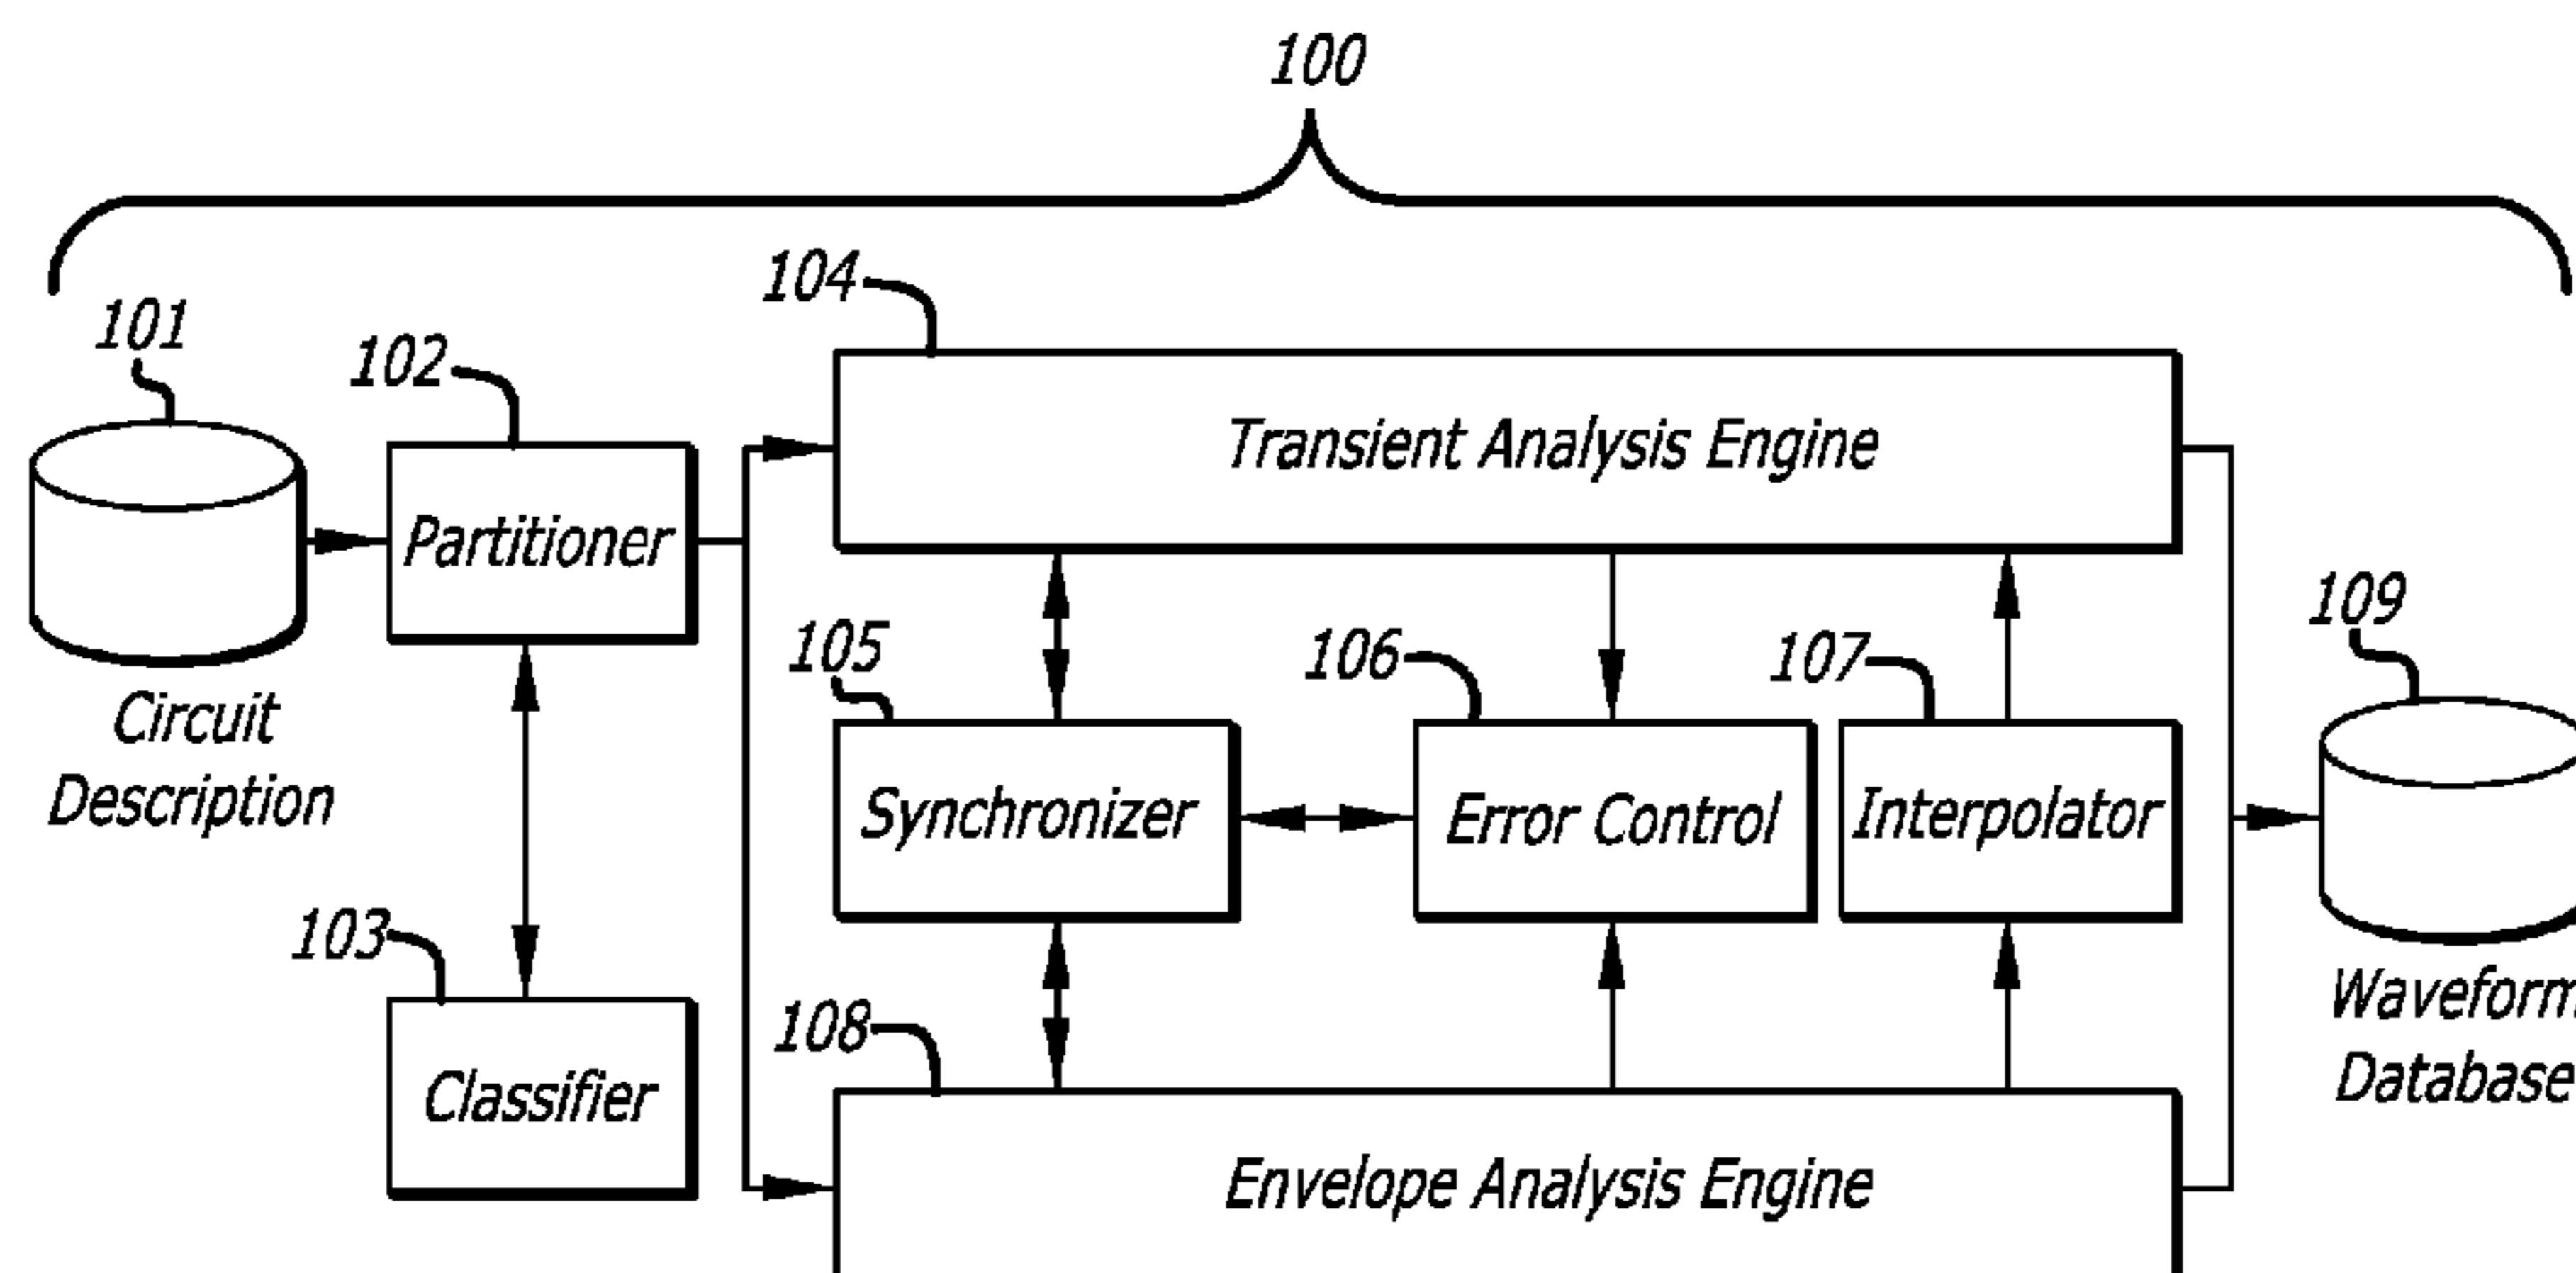 100
104
101
102
Transient Analysis Engine
Partitioner
109
105
106
107
Circuit
Description
Synchronizer
Error Control
Interpolator
103
108
Waveform
Database
Classifier
Envelope Analysis Engine